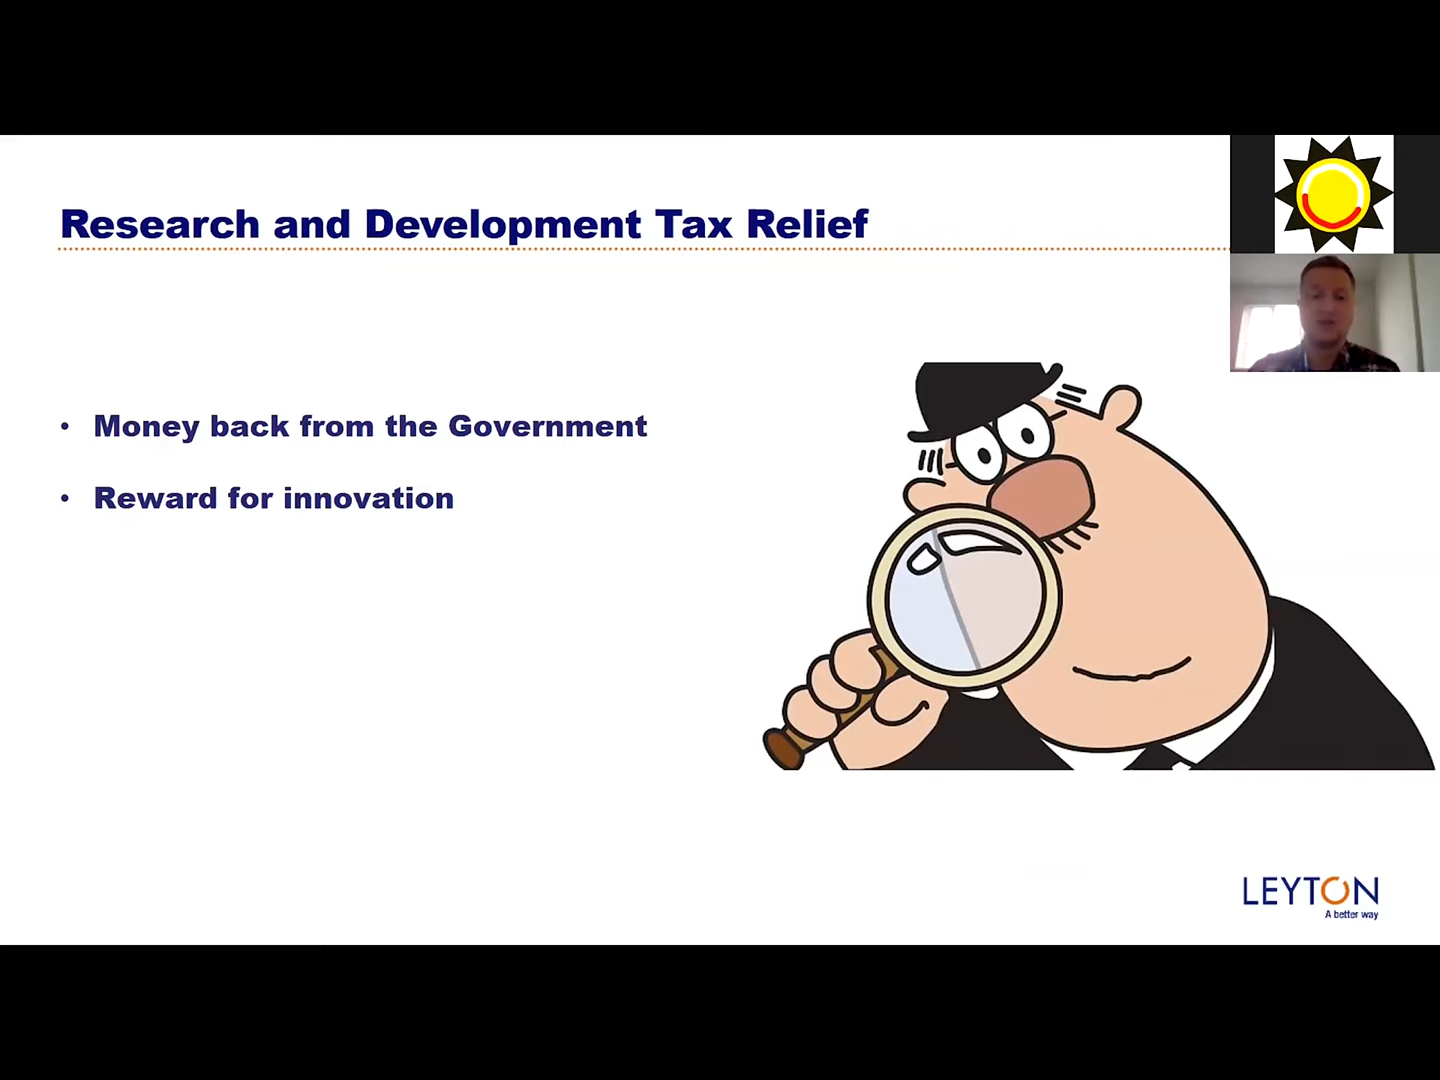 Research and Development Tax Relief
• Money back from the Government
• Reward for innovation
LEYTON
A better way